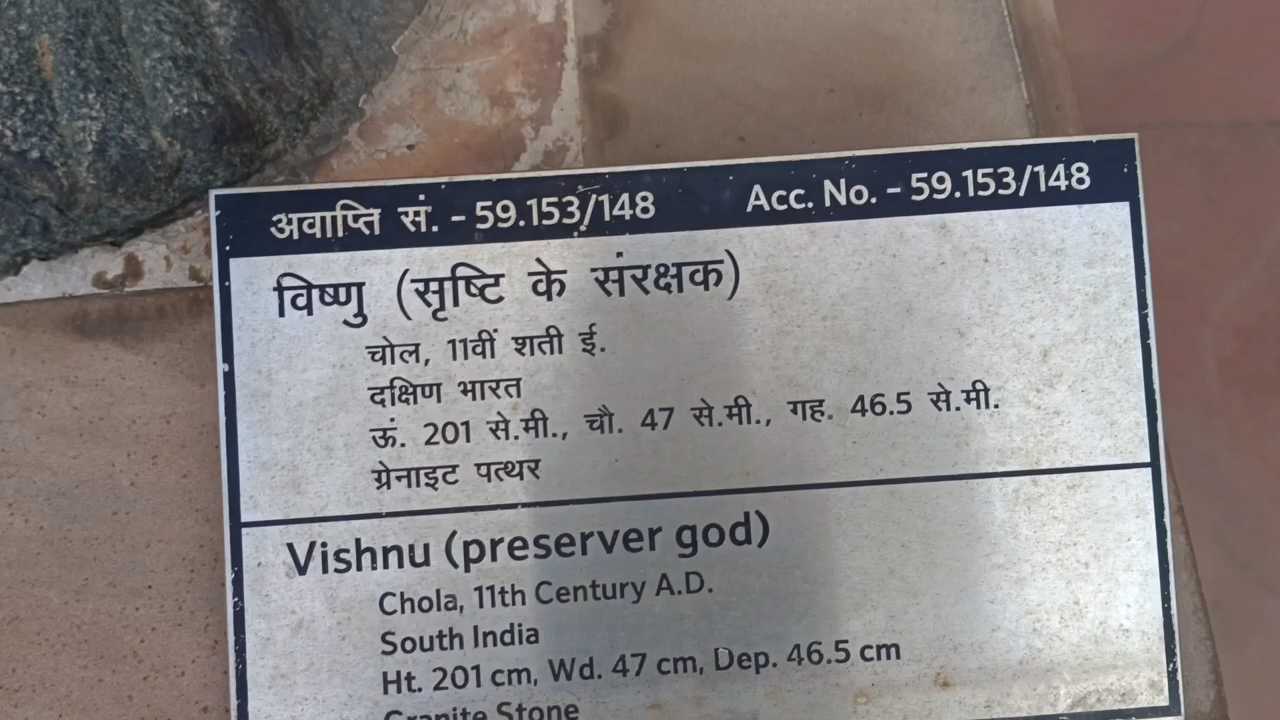 अवाप्ति सं. - 59.153/148 Acc. No. - 59.153/148
विष्णु (सृष्टि के संरक्षक)
चोल, 11वीं शती ई.
दक्षिण भारत
ऊं. 201 से.मी., चौ. 47 से.मी., गह. 46.5 से.मी.
ग्रेनाइट पत्थर
Vishnu (preserver god)
Chola, 11th Century A.D.
South India
Ht. 201 cm, Wd. 47 cm, Dep. 46.5 cm
Granite Stone